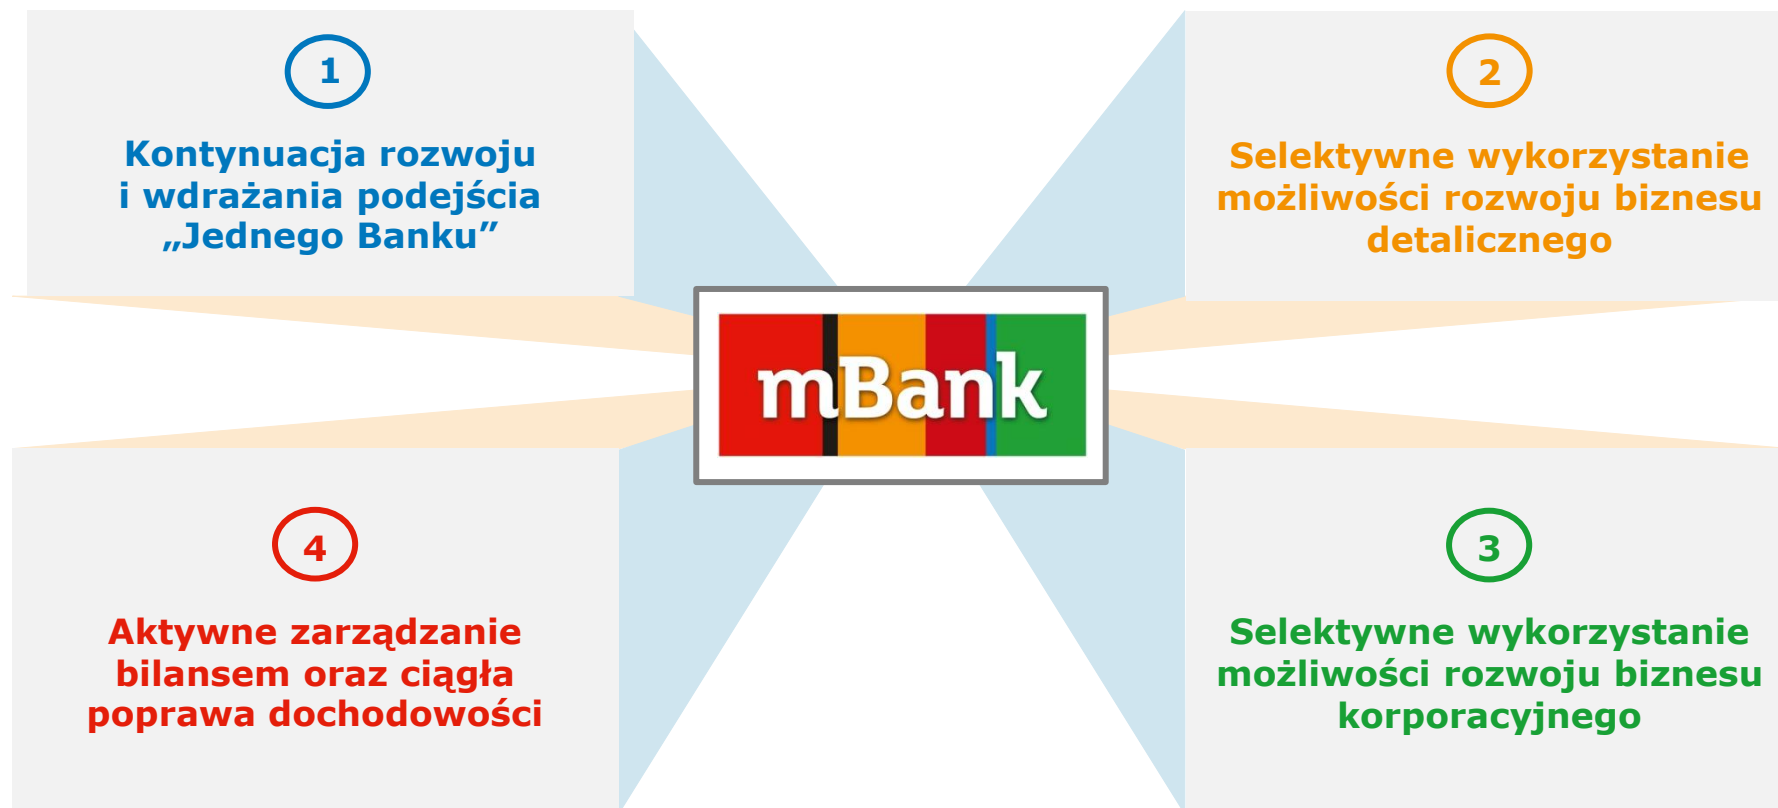 1
Kontynuacja rozwoju
i wdrażania podejścia
„Jednego Banku”
2
Selektywne wykorzystanie
możliwości rozwoju biznesu
detalicznego
mBank
4
Aktywne zarządzanie
bilansem oraz ciągła
poprawa dochodowości
3
Selektywne wykorzystanie
możliwości rozwoju biznesu
korporacyjnego